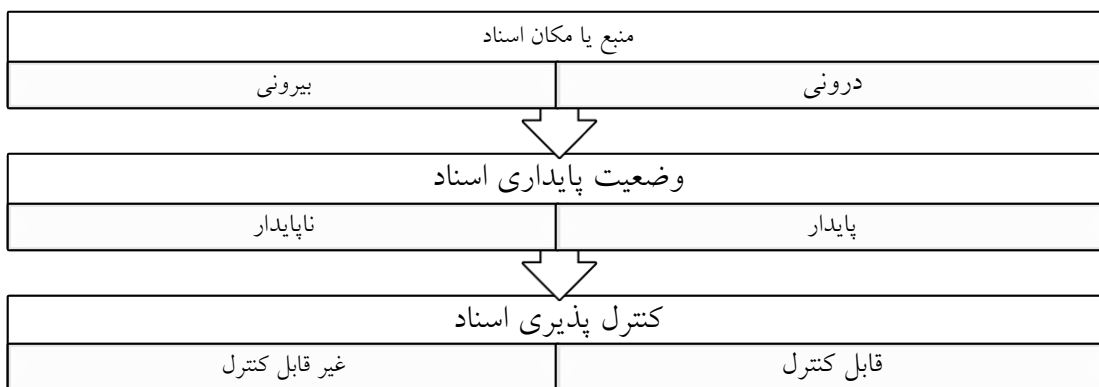 منبع یا مکان اسناد
درونی
بیرونی
وضعیت پایداری اسناد
پایدار
ناپایدار
کنترل پذیری اسناد
قابل کنترل
غیر قابل کنترل